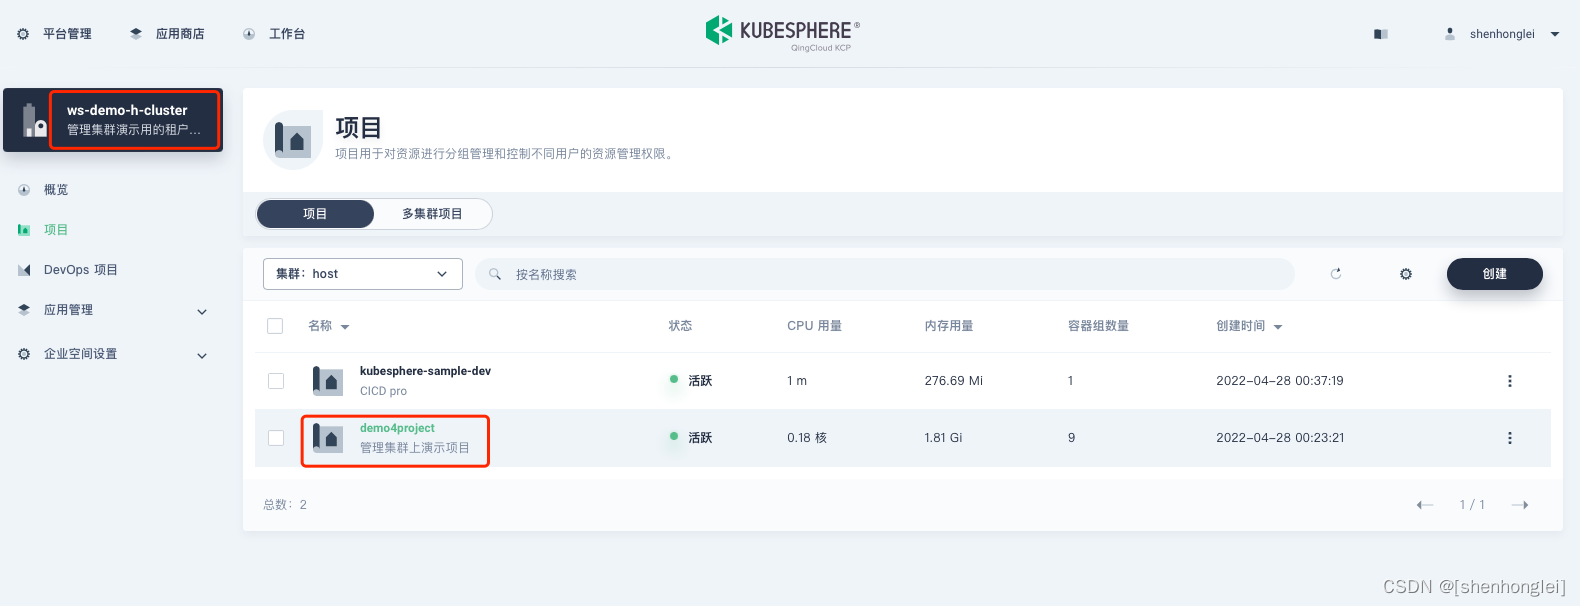 平台管理
应用商店
工作台
KUBESPHERE®
QingCloud KCP
shenhonglei
ws-demo-h-cluster
管理集群演示用的租户...
概览
项目
DevOps 项目
应用管理
企业空间设置
项目
项目用于对资源进行分组管理和控制不同用户的资源管理权限。
项目
多集群项目
集群：host
按名称搜索
创建
名称 状态 CPU 用量 内存用量 容器组数量 创建时间
kubesphere-sample-dev
CICD pro
活跃 1 m 276.69 Mi 1 2022-04-28 00:37:19
demo4project
管理集群上演示项目
活跃 0.18 核 1.81 Gi 9 2022-04-28 00:23:21
总数：2
1 / 1
CSDN @[shenhonglei]